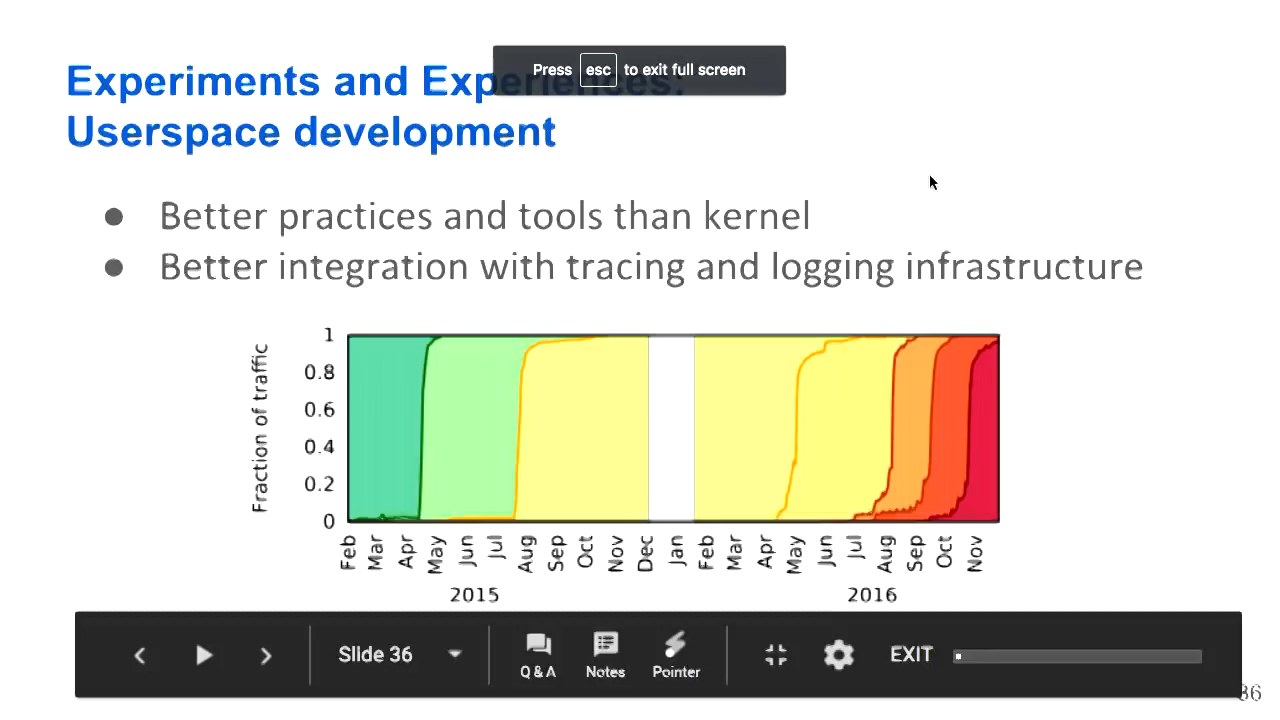 Press esc to exit full screen
Experiments and Experiences:
Userspace development
● Better practices and tools than kernel
● Better integration with tracing and logging infrastructure
Fraction of traffic
1
0.8
0.6
0.4
0.2
0
Feb Mar Apr May Jun Jul Aug Sep Oct Nov Dec Jan Feb Mar Apr May Jun Jul Aug Sep Oct Nov
2015 2016
Slide 36 Q & A Notes Pointer EXIT
36